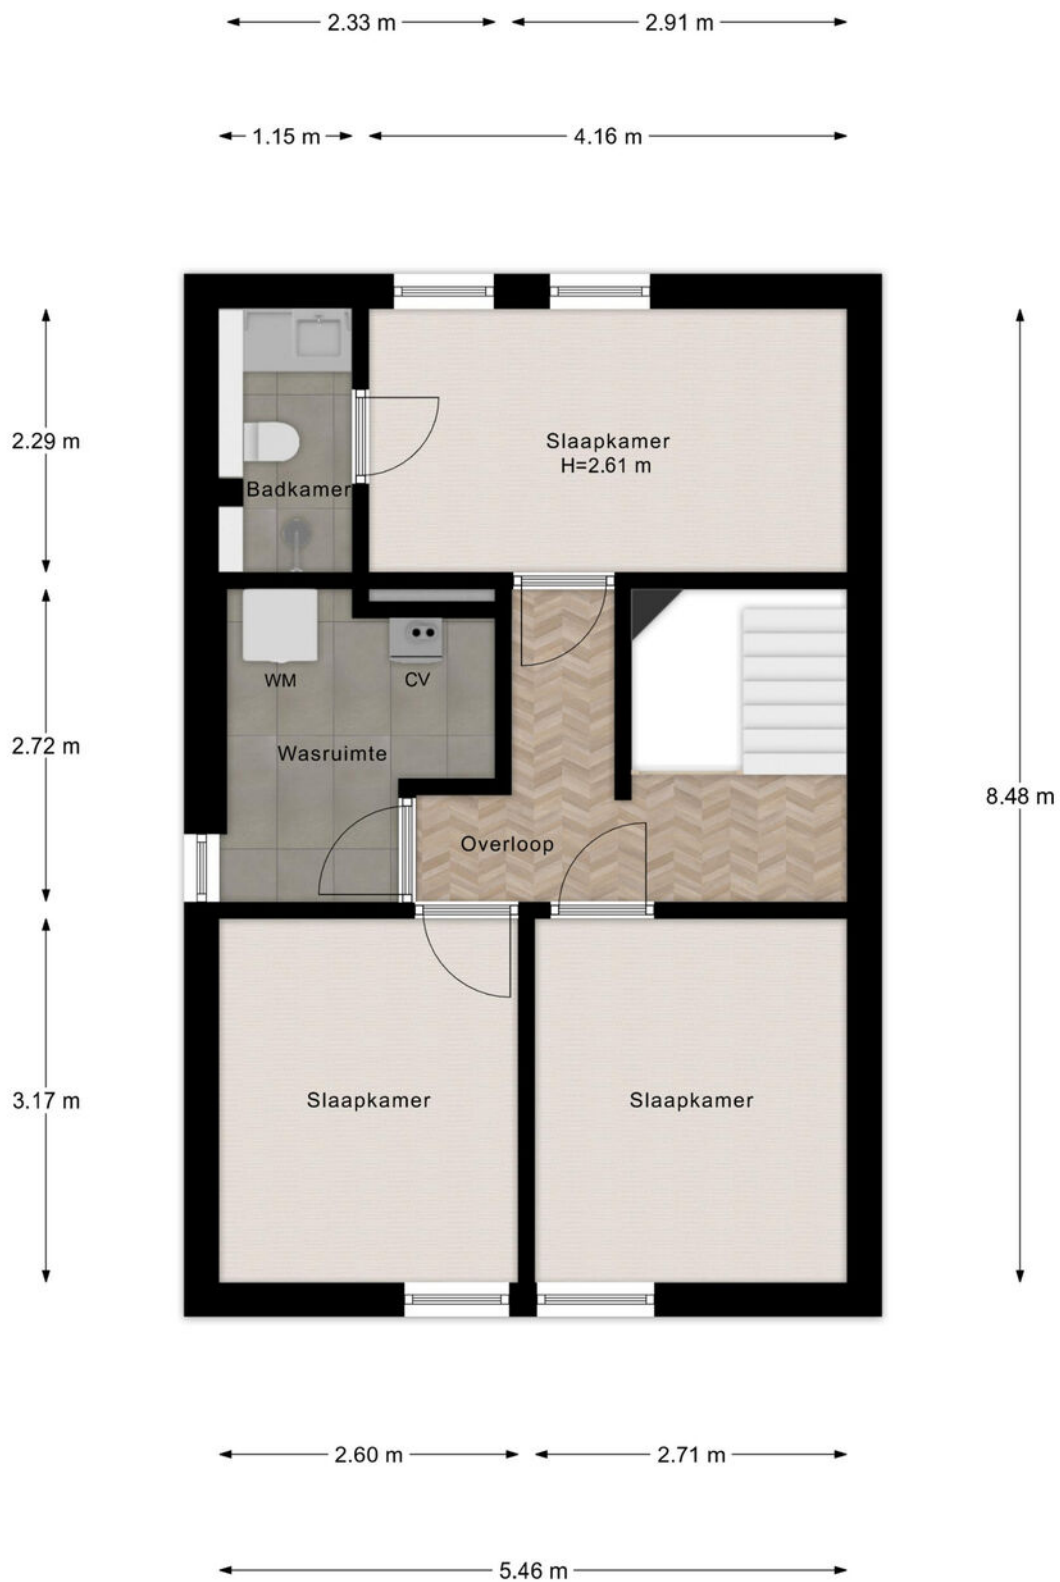 2.33 m
2.91 m
1.15 m
4.16 m
2.29 m
Slaapkamer
H=2.61 m
Badkamer
WM
CV
2.72 m
Wasruimte
8.48 m
Overloop
3.17 m
Slaapkamer
Slaapkamer
2.60 m
2.71 m
5.46 m